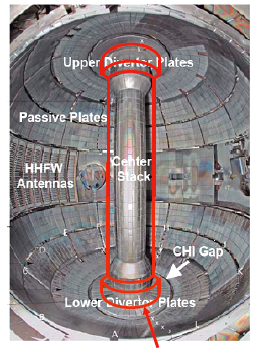 Upper Divertor Plates
Passive Plates
Center
Stack
HHFW
Antennas
CHI Gap
Lower Divertor Plates
A